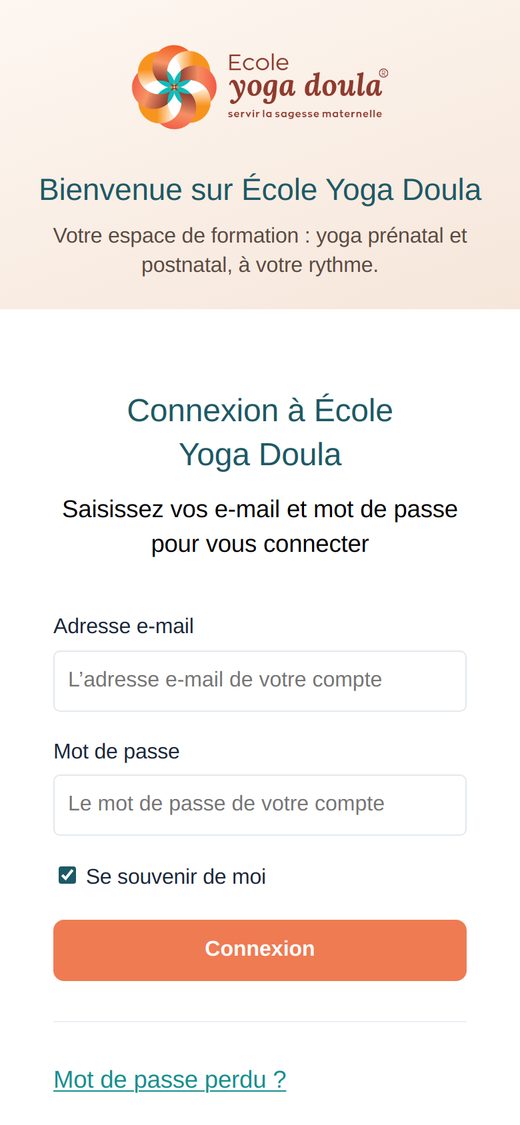 Ecole
yoga doula®
servir la sagesse maternelle
Bienvenue sur École Yoga Doula
Votre espace de formation : yoga prénatal et
postnatal, à votre rythme.
Connexion à École
Yoga Doula
Saisissez vos e-mail et mot de passe
pour vous connecter
Adresse e-mail
L’adresse e-mail de votre compte
Mot de passe
Le mot de passe de votre compte
Se souvenir de moi
Connexion
Mot de passe perdu ?